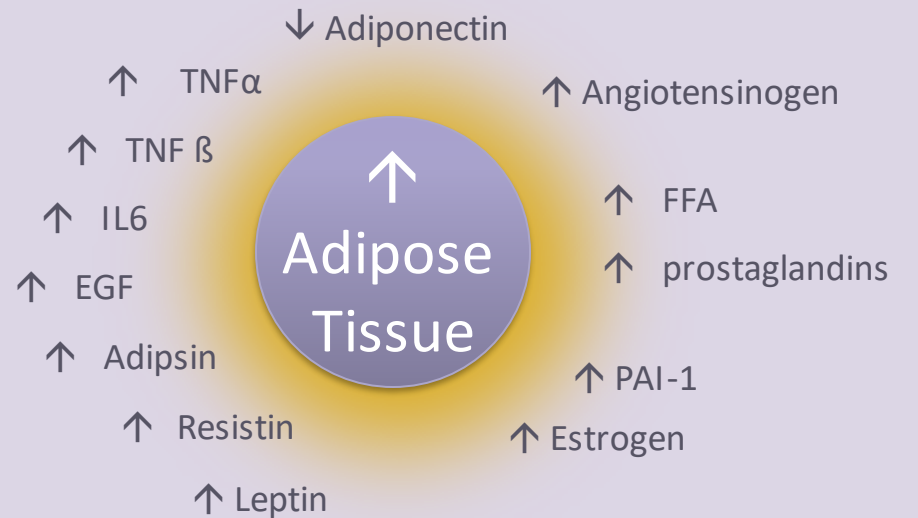 ↓ Adiponectin
↑ TNFα
↑ Angiotensinogen
↑ TNF ß
↑ IL6
↑ FFA
↑ EGF
↑ prostaglandins
↑ Adipsin
↑ PAI-1
↑ Resistin
↑ Estrogen
↑ Leptin
↑
Adipose
Tissue